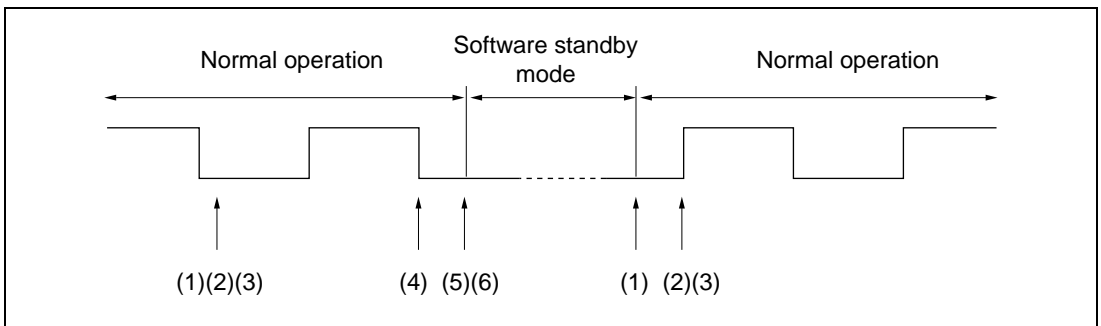 Normal operation
Software standby
mode
Normal operation
(1)(2)(3)
(4)
(5)(6)
(1)
(2)(3)